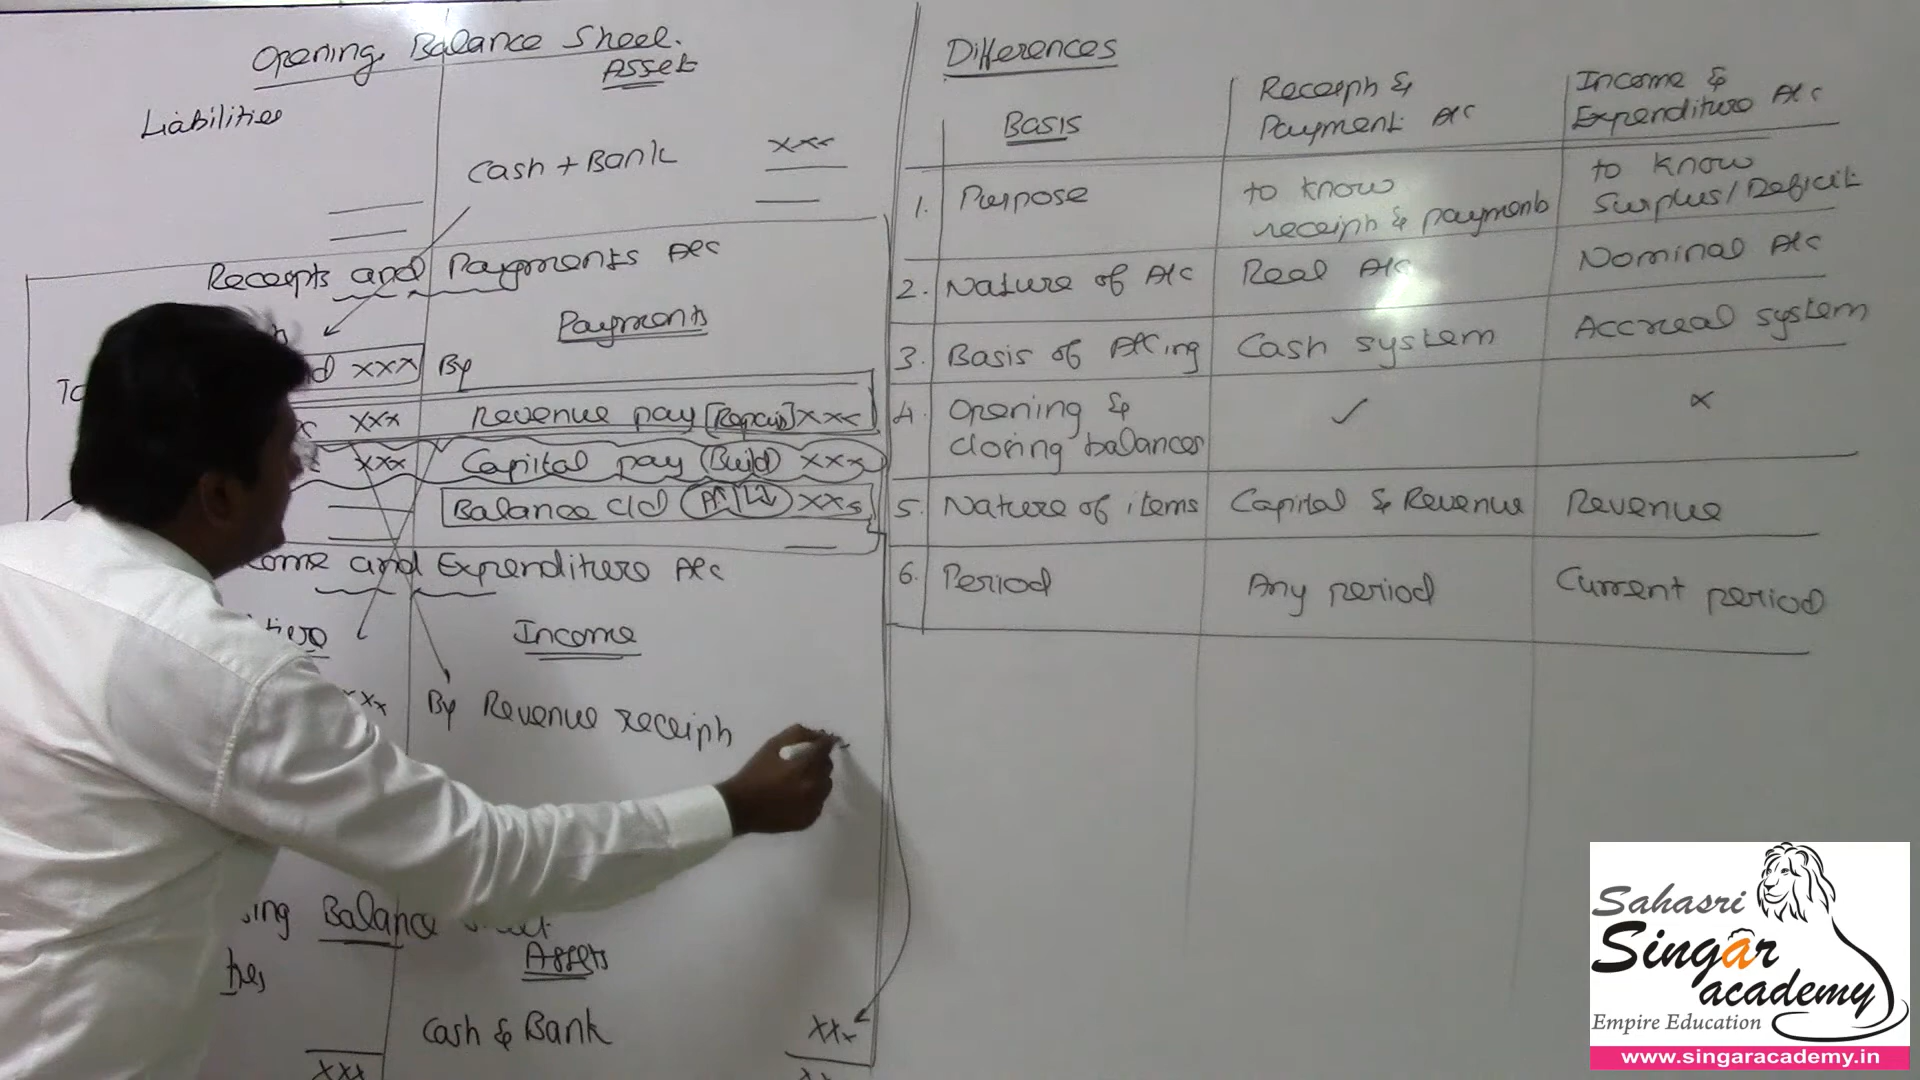 Opening Balance Sheet.
Liabilities
Assets
Cash + Bank xxx
Receipts and Payments A/c
Payments
To
xxx By
xxx Revenue pay [Repair] xxx
xxx Capital pay (Build) xxx
Balance c/d xxx
and Expenditure A/c
Income
xx By Revenue receipts
Balance
Assets
Cash & Bank xxx
xxx
Differences
Basis
Receipts &
Payment A/c
Income &
Expenditure A/c
1. Purpose
to know
receipts & payments
to know
Surplus/Deficit
2. Nature of A/c Real A/c Nominal A/c
3. Basis of A/cing Cash system Accrual system
4. Opening &
closing balances
✓ ×
5. Nature of items Capital & Revenue Revenue
6. Period Any period Current period
Sahasri
Singar
academy
Empire Education
www.singaracademy.in